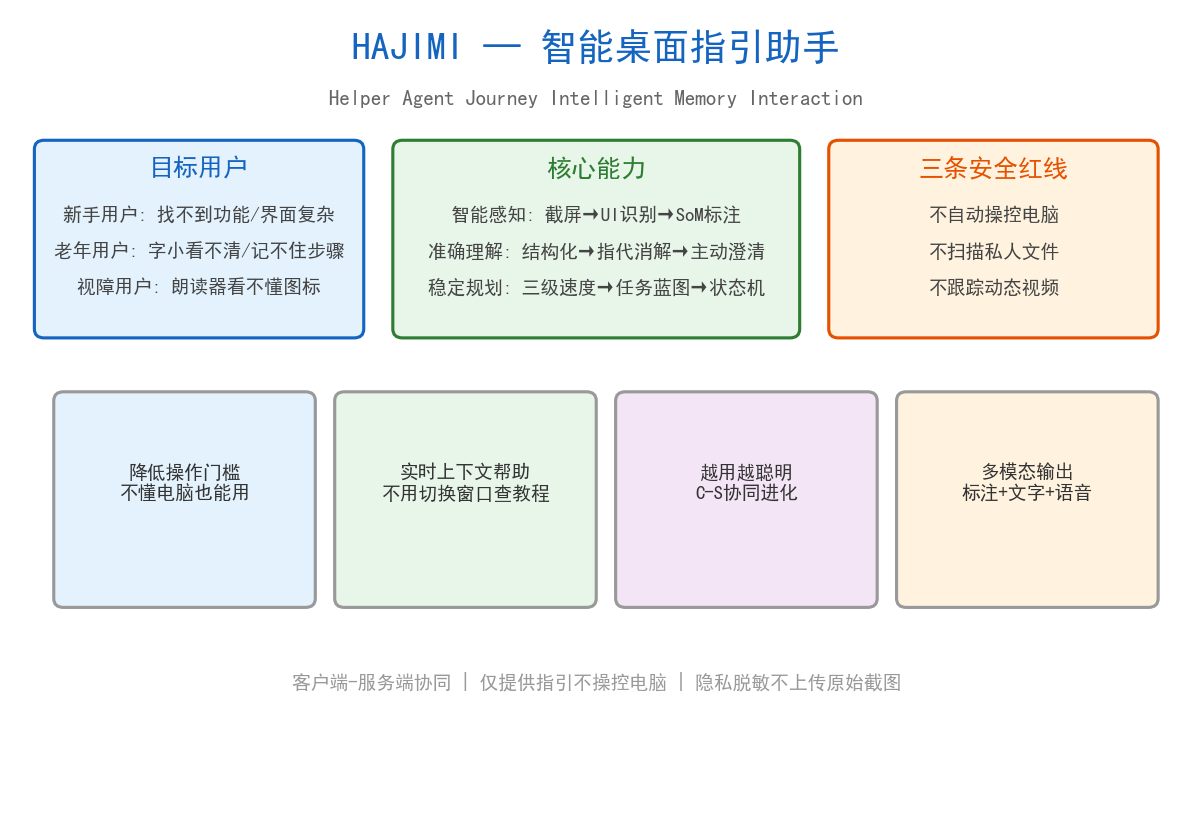 HAJIMI — 智能桌面指引助手
Helper Agent Journey Intelligent Memory Interaction
目标用户
新手用户: 找不到功能/界面复杂
老年用户: 字小看不清/记不住步骤
视障用户: 朗读器看不懂图标
核心能力
智能感知: 截屏→UI识别→SoM标注
准确理解: 结构化→指代消解→主动澄清
稳定规划: 三级速度→任务蓝图→状态机
三条安全红线
不自动操控电脑
不扫描私人文件
不跟踪动态视频
降低操作门槛
不懂电脑也能用
实时上下文帮助
不用切换窗口查教程
越用越聪明
C-S协同进化
多模态输出
标注+文字+语音
客户端-服务端协同 | 仅提供指引不操控电脑 | 隐私脱敏不上传原始截图